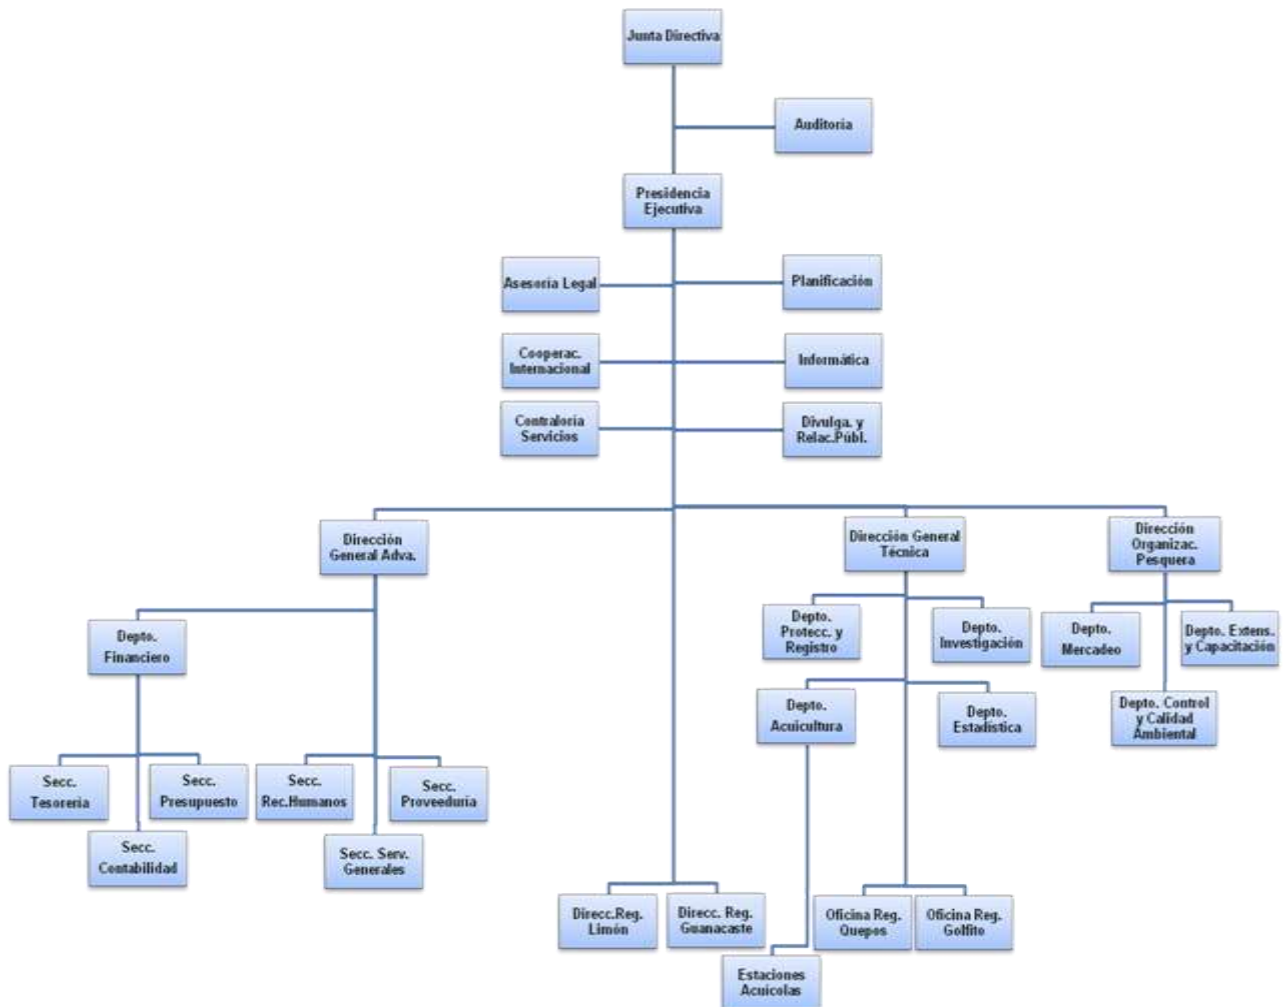 Junta Directiva
Auditoría
Presidencia
Ejecutiva
Asesoría Legal
Planificación
Cooperac.
Internacional
Informática
Contraloría
Servicios
Divulga. y
Relac.Públ.
Dirección
General Adva.
Dirección General
Técnica
Dirección
Organizac.
Pesquera
Depto.
Financiero
Depto.
Protecc. y
Registro
Depto.
Investigación
Depto.
Mercadeo
Depto. Extens.
y Capacitación
Depto.
Acuicultura
Depto.
Estadística
Depto. Control
y Calidad
Ambiental
Secc.
Tesorería
Secc.
Presupuesto
Secc.
Rec.Humanos
Secc.
Proveeduría
Secc.
Contabilidad
Secc. Serv.
Generales
Direcc.Reg.
Limón
Direcc. Reg.
Guanacaste
Oficina Reg.
Quepos
Oficina Reg.
Golfito
Estaciones
Acuícolas